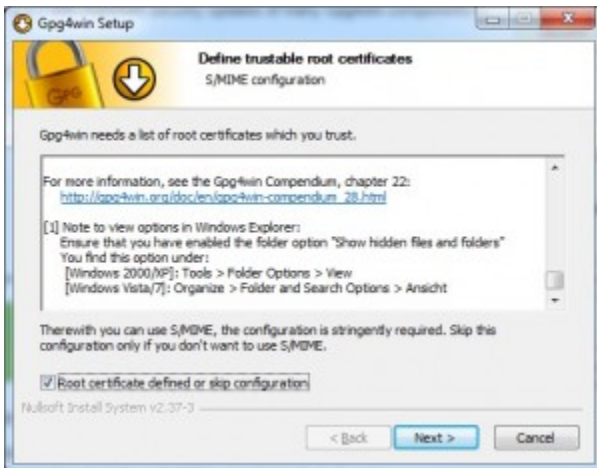 Gpg4win Setup
Define trustable root certificates
S/MIME configuration
GPG
Gpg4win needs a list of root certificates which you trust.
For more information, see the Gpg4win Compendium, chapter 22:
http://gpg4win.org/doc/en/gpg4win-compendium_28.html
[1] Note to view options in Windows Explorer:
Ensure that you have enabled the folder option "Show hidden files and folders"
You find this option under:
[Windows 2000/XP]: Tools > Folder Options > View
[Windows Vista/7]: Organize > Folder and Search Options > Ansicht
Therewith you can use S/MIME, the configuration is stringently required. Skip this
configuration only if you don't want to use S/MIME.
Root certificate defined or skip configuration
Nullsoft Install System v2.37-3
< Back Next > Cancel